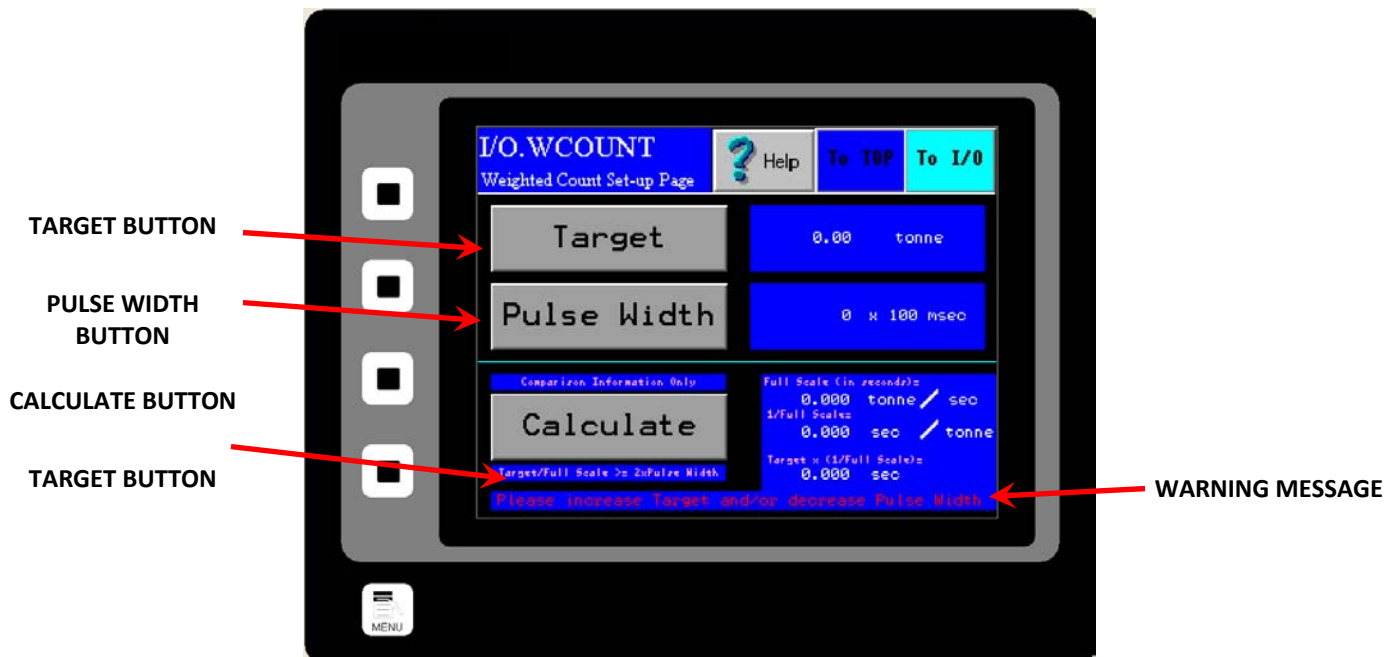 I/O.WCOUNT
Weighted Count Set-up Page
Help
To TOP
To I/O
TARGET BUTTON
Target
0.00 tonne
PULSE WIDTH
BUTTON
Pulse Width
0 x 100 msec
CALCULATE BUTTON
Comparison Information Only
Calculate
Target/Full Scale >= 2xPulse Width
Full Scale (in seconds)=
0.000 tonne / sec
1/Full Scale=
0.000 sec / tonne
Target x (1/Full Scale)=
0.000 sec
TARGET BUTTON
Please increase Target and/or decrease Pulse Width
WARNING MESSAGE
MENU